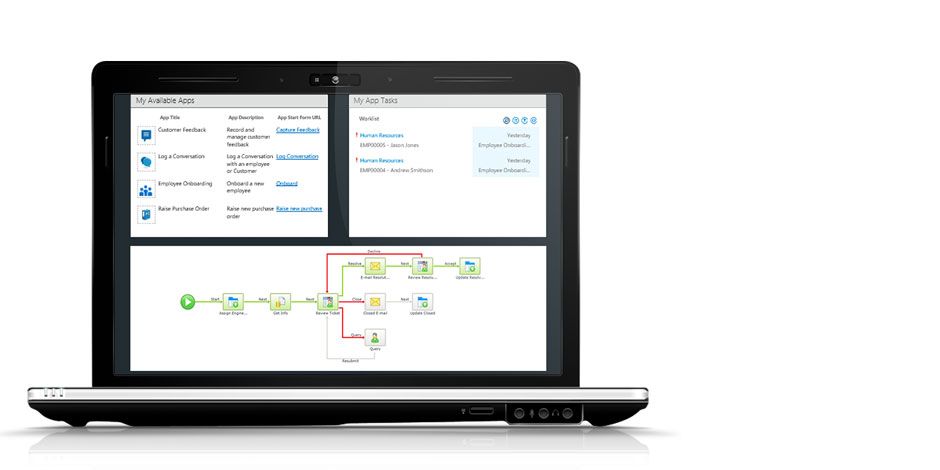 My Available Apps
App Title App Description App Start Form URL
Customer Feedback Record and manage customer feedback Capture Feedback
Log a Conversation Log a Conversation with an employee or Customer Log Conversation
Employee Onboarding Onboard a new employee Onboard
Raise Purchase Order Raise new purchase order Raise new purchase
My App Tasks
Worklist
! Human Resources Yesterday
EMP00005 - Jason Jones Employee Onboardi...
! Human Resources Yesterday
EMP00004 - Andrew Smithson Employee Onboardi...
Decline
Resolve Next Accept
E-mail Resolut... Review Resolu... Update Resolu...
Start Next Next Close Next
Assign Engine... Get Info Review Ticket Closed E-mail Update Closed
Query
Query
Resubmit